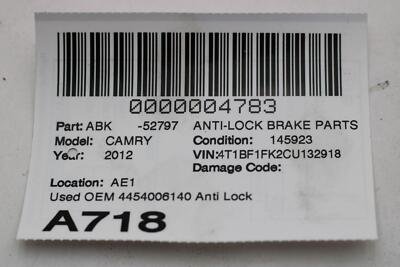 0000004783
Part: ABK -52797 ANTI-LOCK BRAKE PARTS
Model: CAMRY Condition: 145923
Year: 2012 VIN:4T1BF1FK2CU132918
Damage Code:
Location: AE1
Used OEM 4454006140 Anti Lock
A718